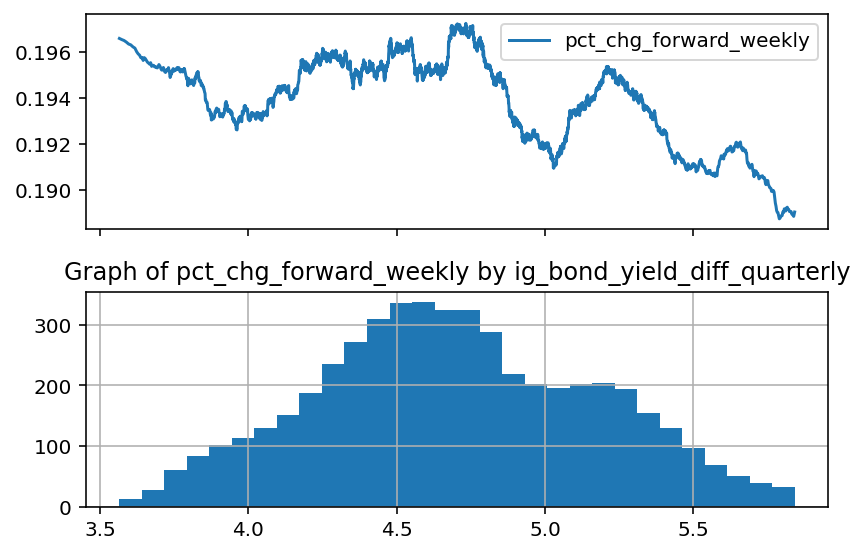 pct_chg_forward_weekly
0.196
0.194
0.192
0.190
Graph of pct_chg_forward_weekly by ig_bond_yield_diff_quarterly
300
200
100
0
3.5 4.0 4.5 5.0 5.5